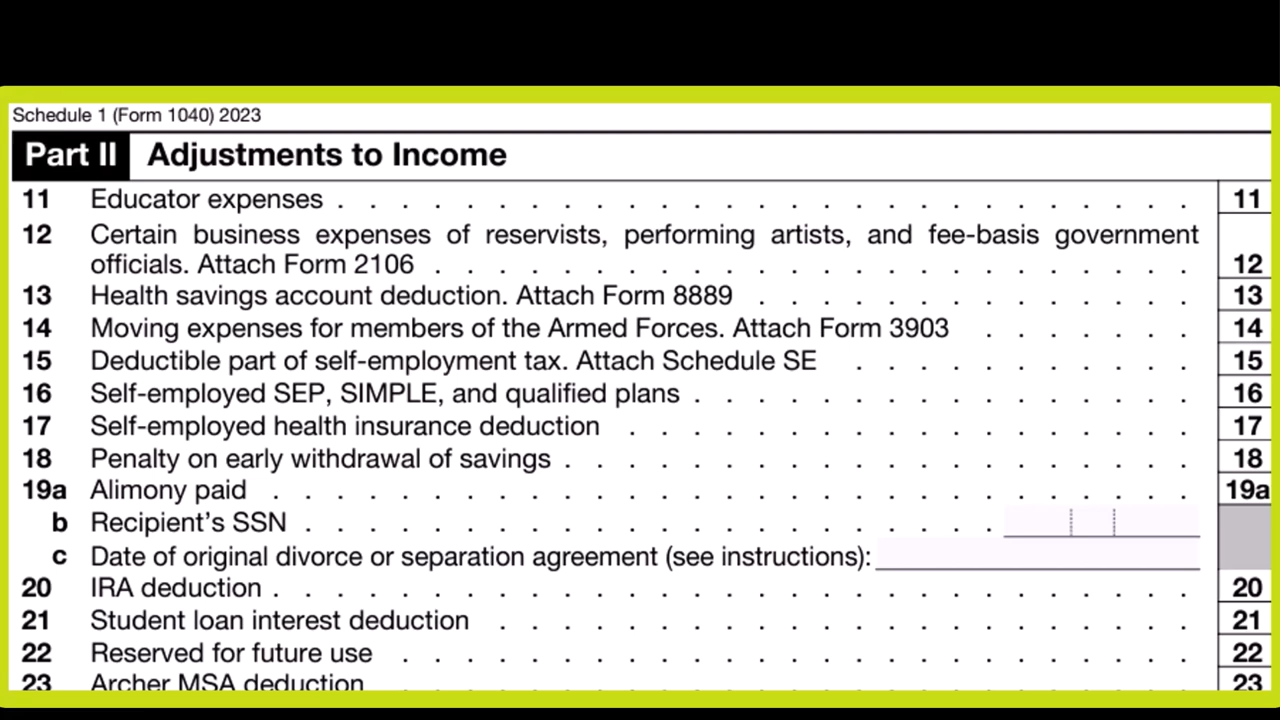 Schedule 1 (Form 1040) 2023
Part II Adjustments to Income
11 Educator expenses . . . . . . . . . . . . . . . . . . . . . . . . . . . 11
12 Certain business expenses of reservists, performing artists, and fee-basis government
officials. Attach Form 2106 . . . . . . . . . . . . . . . . . . . . . . . . 12
13 Health savings account deduction. Attach Form 8889 . . . . . . . . . . . . . . 13
14 Moving expenses for members of the Armed Forces. Attach Form 3903 . . . . . . . 14
15 Deductible part of self-employment tax. Attach Schedule SE . . . . . . . . . . . 15
16 Self-employed SEP, SIMPLE, and qualified plans . . . . . . . . . . . . . . . . 16
17 Self-employed health insurance deduction . . . . . . . . . . . . . . . . . . 17
18 Penalty on early withdrawal of savings . . . . . . . . . . . . . . . . . . . . 18
19a Alimony paid . . . . . . . . . . . . . . . . . . . . . . . . . . . . . 19a
b Recipient's SSN . . . . . . . . . . . . . . . . . . . . . .
c Date of original divorce or separation agreement (see instructions):
20 IRA deduction . . . . . . . . . . . . . . . . . . . . . . . . . . . . . 20
21 Student loan interest deduction . . . . . . . . . . . . . . . . . . . . . . 21
22 Reserved for future use . . . . . . . . . . . . . . . . . . . . . . . . . 22
23 Archer MSA deduction . . . . . . . . . . . . . . . . . . . . . . . . . 23